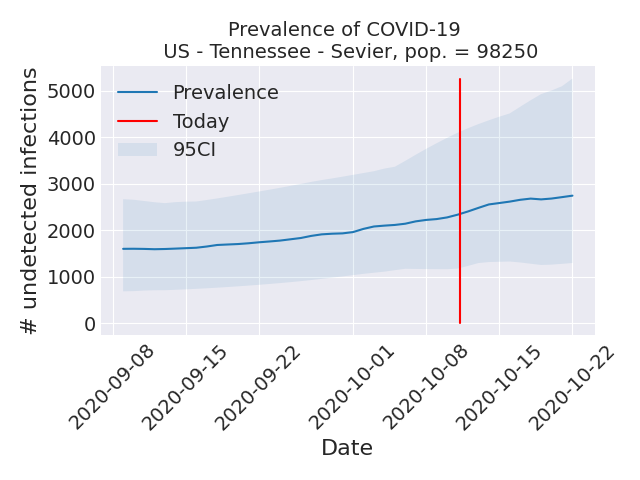 Prevalence of COVID-19
US - Tennessee - Sevier, pop. = 98250
# undetected infections
5000
4000
3000
2000
1000
0
Prevalence
Today
95CI
2020-09-08
2020-09-15
2020-09-22
2020-10-01
2020-10-08
2020-10-15
2020-10-22
Date